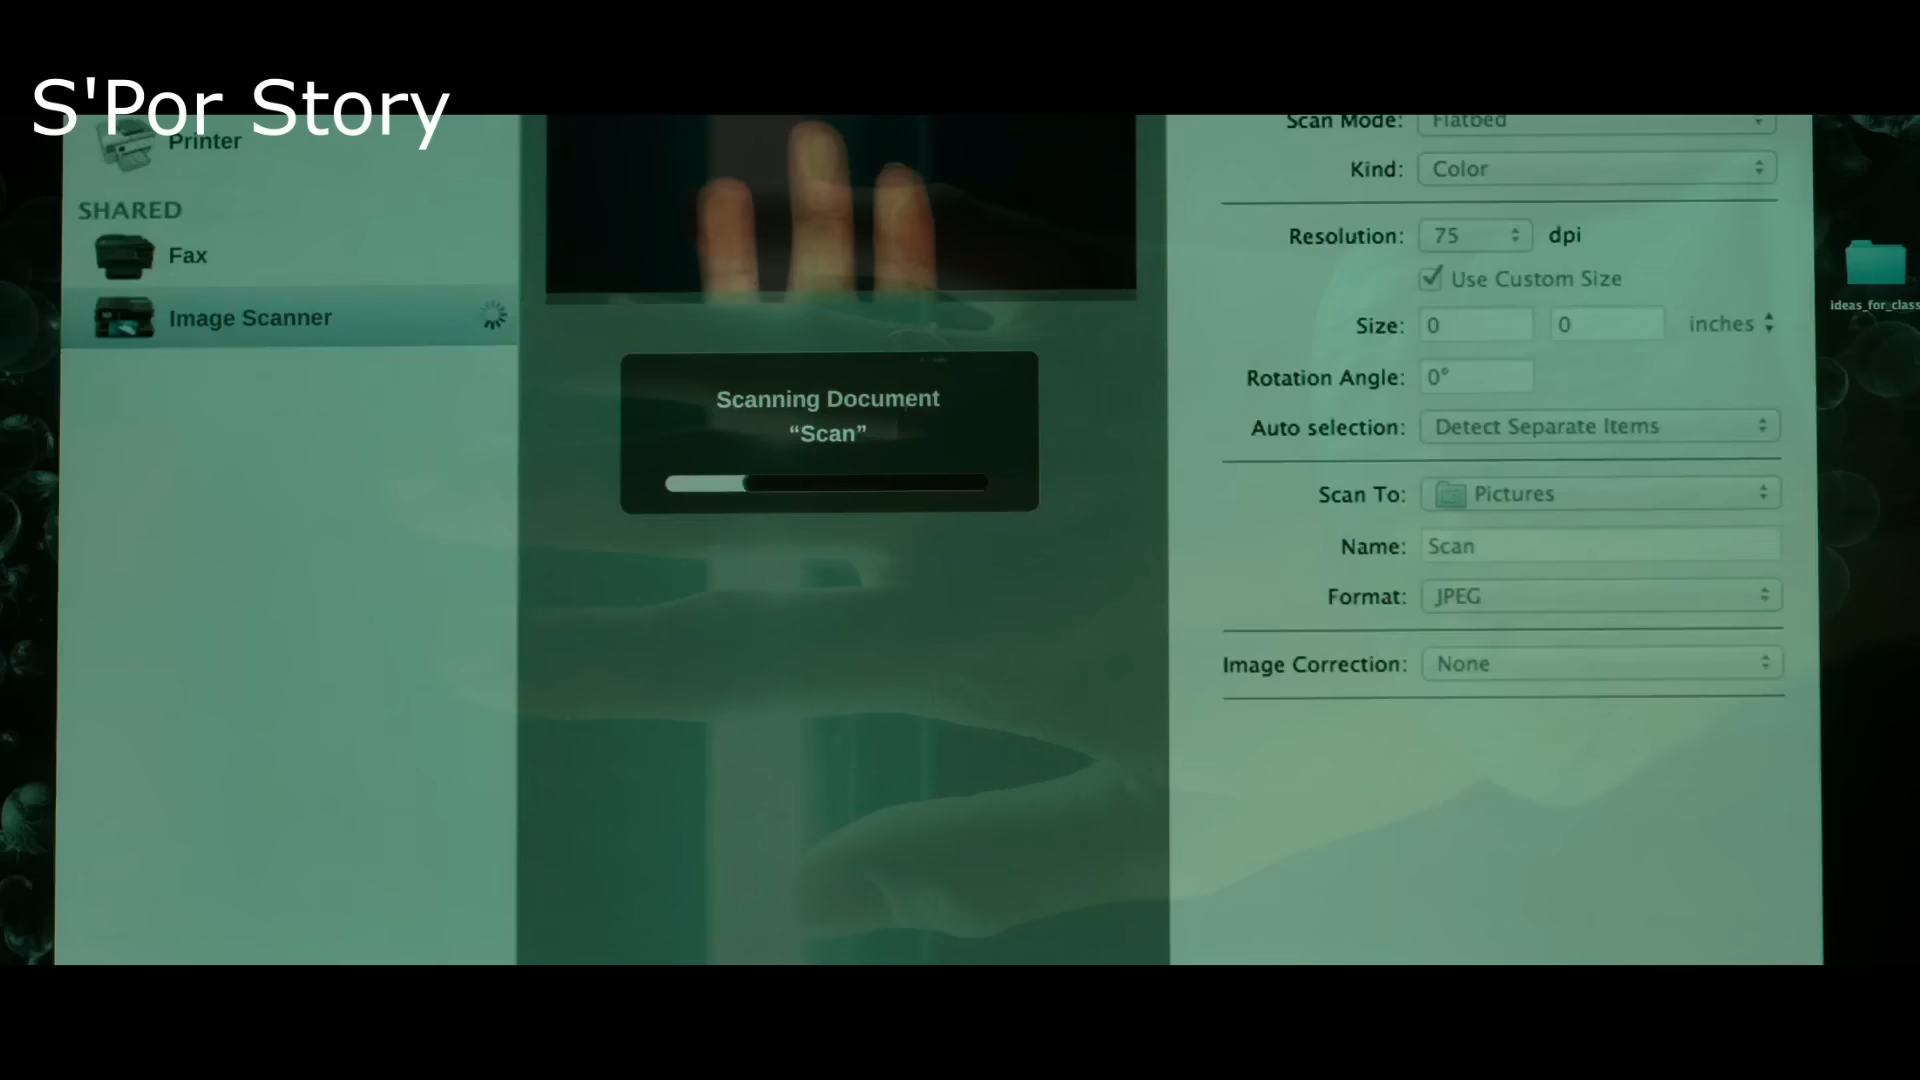 S'Por Story
Printer
SHARED
Fax
Image Scanner
Scanning Document
“Scan”
Scan Mode: Flatbed
Kind: Color
Resolution: 75 dpi
Use Custom Size
Size: 0 0 inches
Rotation Angle: 0°
Auto selection: Detect Separate Items
Scan To: Pictures
Name: Scan
Format: JPEG
Image Correction: None
ideas_for_class